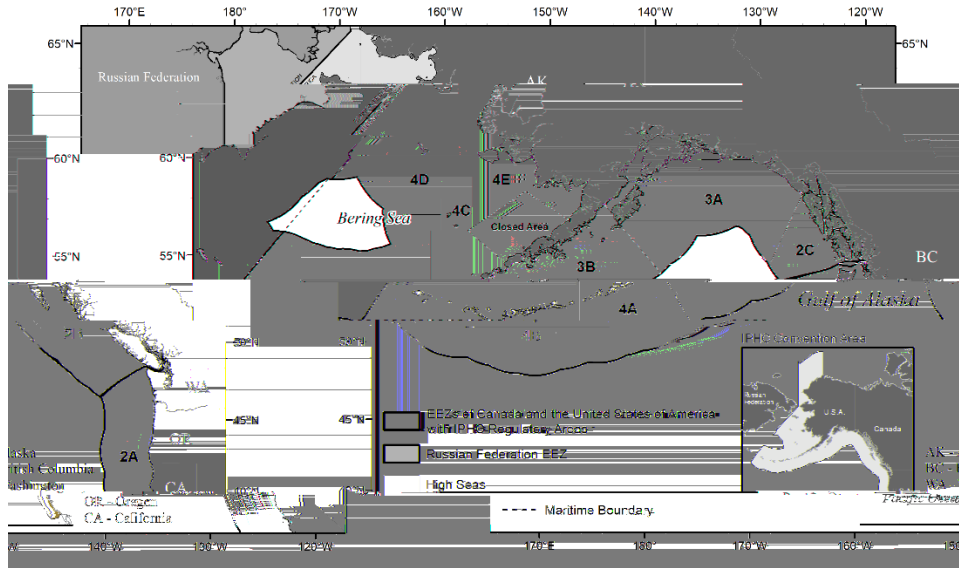 170°E 180° 170°W 160°W 150°W 140°W 130°W 120°W
65°N 65°N
Russian Federation
AK
60°N 60°N
4D 4E
3A
4C
Bering Sea
Closed Area
2C
55°N 55°N
3B
BC
Gulf of Alaska
4A
IPHC Convention Area
WA
Russian
Federation
U.S.A.
Canada
45°N 45°N
EEZs of Canada and the United States of America
with IPHC Regulatory Areas
2A
Russian Federation EEZ
AK -
BC -
WA
CA
High Seas
OR - Oregon
CA - California
Maritime Boundary
140°W 130°W 120°W 170°E 180° 170°W 160°W